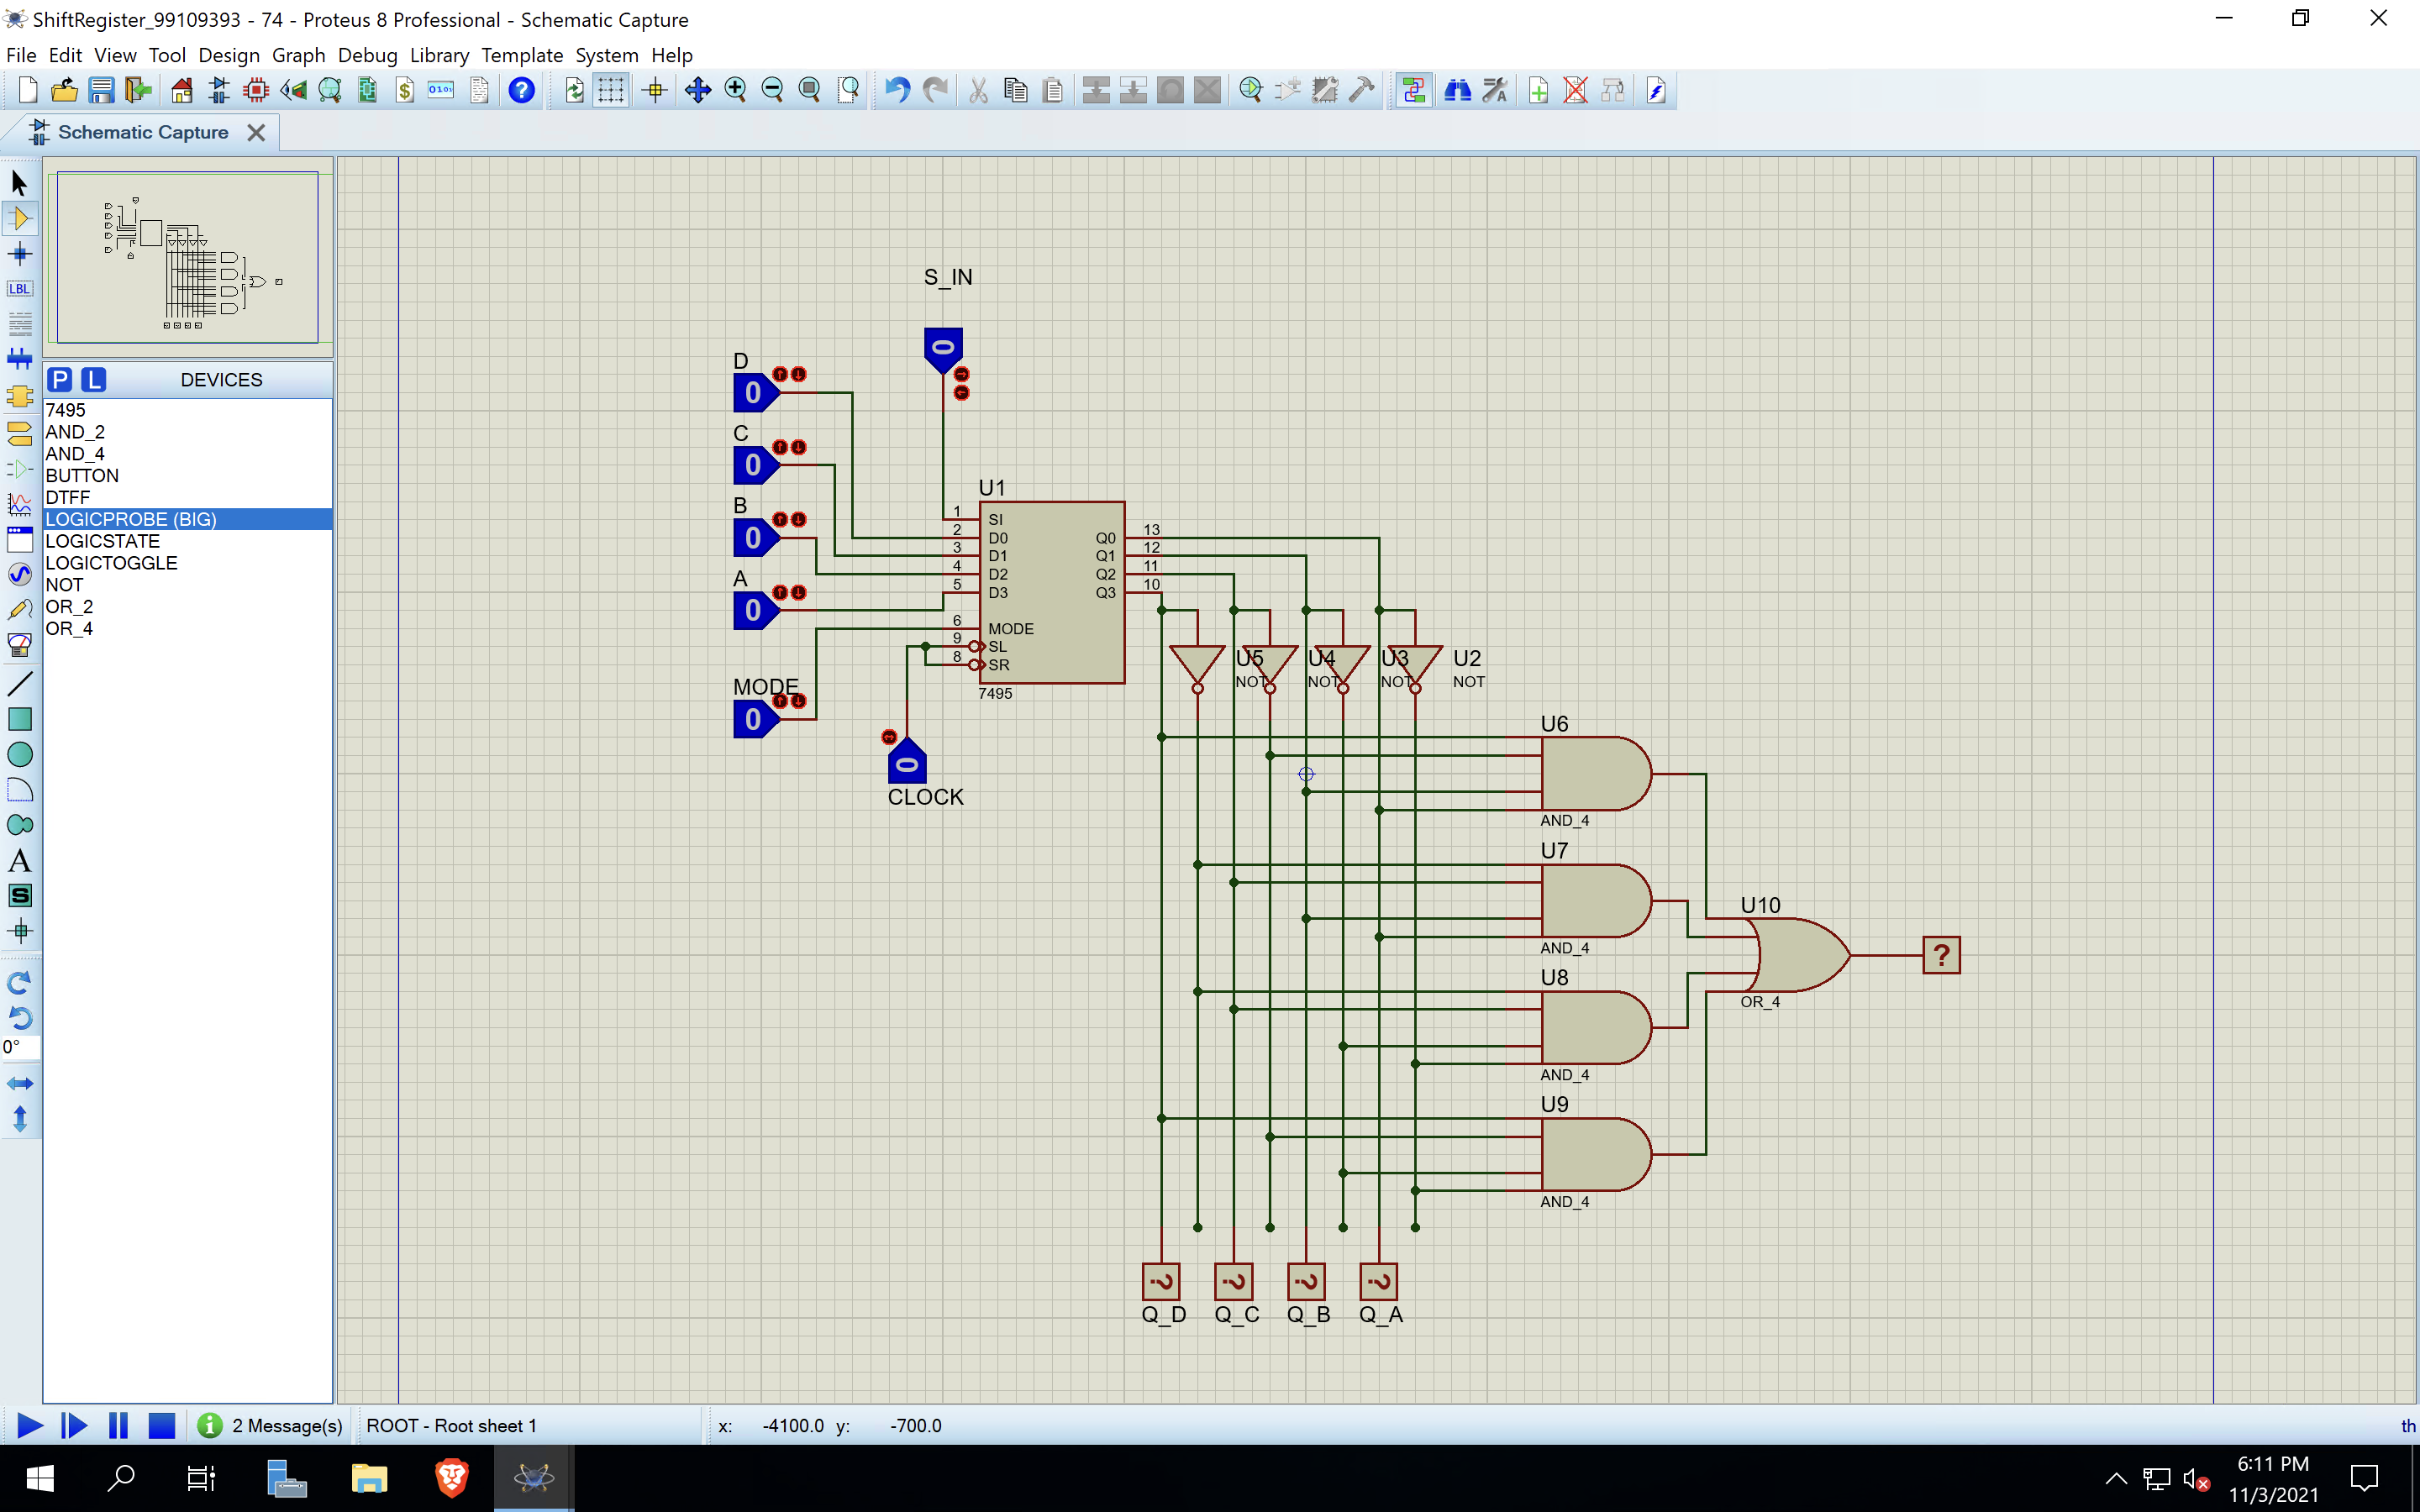 ShiftRegister_99109393 - 74 - Proteus 8 Professional - Schematic Capture
File Edit View Tool Design Graph Debug Library Template System Help
Schematic Capture
LBL
P L DEVICES
7495
AND_2
AND_4
BUTTON
DTFF
LOGICPROBE (BIG)
LOGICSTATE
LOGICTOGGLE
NOT
OR_2
OR_4
A
S
0°
S_IN
0
D
0
C
0
B
0
A
0
MODE
0
CLOCK
0
U1
1 SI
2 D0
3 D1
4 D2
5 D3
6 MODE
9 SL
8 SR
Q0 13
Q1 12
Q2 11
Q3 10
7495
U5 U4 U3 U2
NOT NOT NOT NOT
U6
AND_4
U7
AND_4
U8
AND_4
U9
AND_4
U10
OR_4
?
? ? ? ?
Q_D Q_C Q_B Q_A
2 Message(s) ROOT - Root sheet 1 x: -4100.0 y: -700.0 th
6:11 PM
11/3/2021